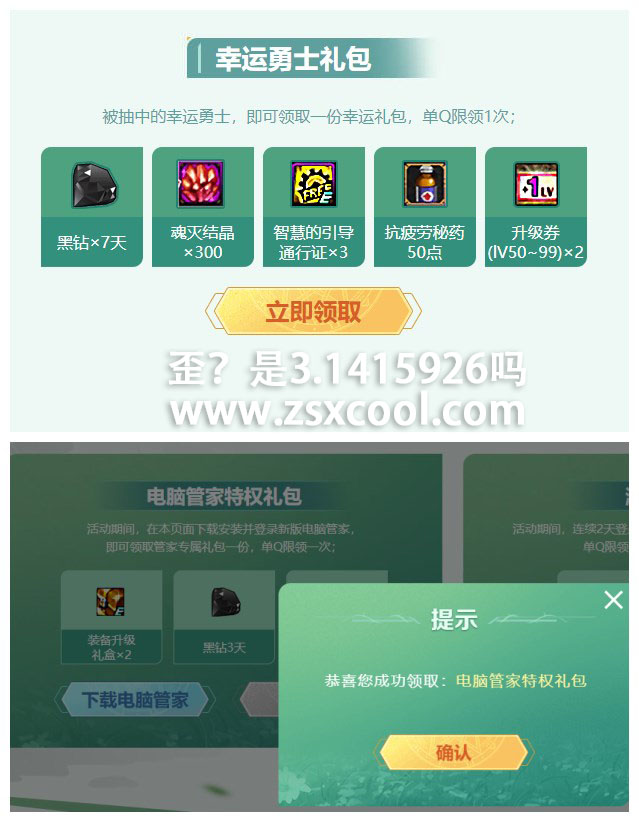 幸运勇士礼包
被抽中的幸运勇士，即可领取一份幸运礼包，单Q限领1次；
黑钻×7天
魂灭结晶
×300
FREE
智慧的引导
通行证×3
抗疲劳秘药
50点
+1LV
升级券
(lV50~99)×2
立即领取
歪？是3.1415926吗
www.zsxcool.com
电脑管家特权礼包
活动期间，在本页面下载安装并登录新版电脑管家，
即可领取管家专属礼包一份，单Q限领一次；
活动期间，连续2天登
单Q限领
装备升级
礼盒×2
黑钻3天
下载电脑管家
提示
恭喜您成功领取：电脑管家特权礼包
确认